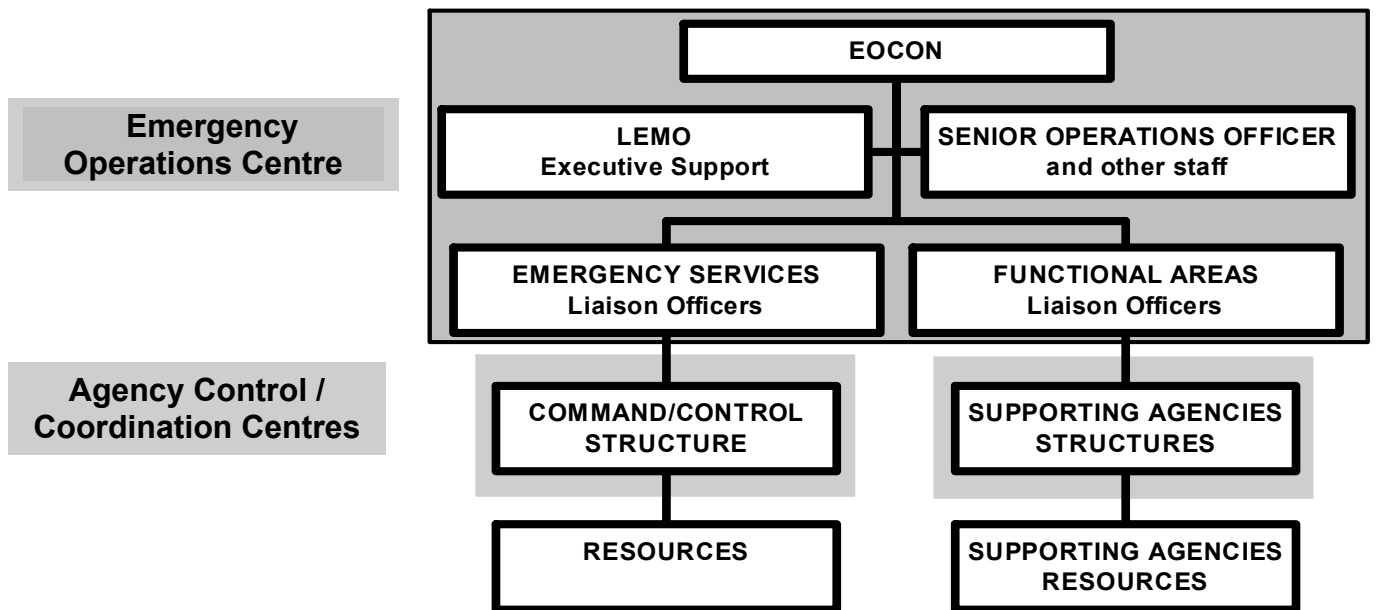 EOCON
Emergency
Operations Centre
LEMO
Executive Support
SENIOR OPERATIONS OFFICER
and other staff
EMERGENCY SERVICES
Liaison Officers
FUNCTIONAL AREAS
Liaison Officers
Agency Control /
Coordination Centres
COMMAND/CONTROL
STRUCTURE
SUPPORTING AGENCIES
STRUCTURES
RESOURCES
SUPPORTING AGENCIES
RESOURCES